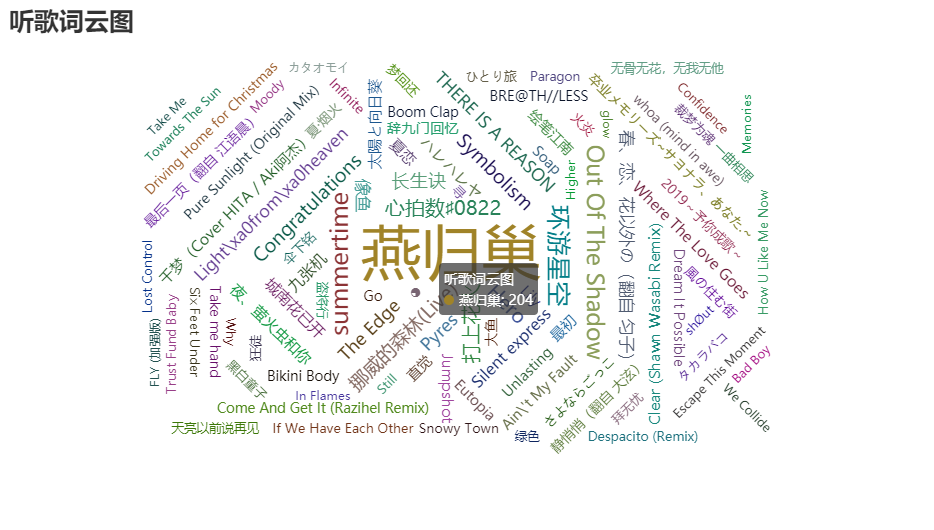 听歌词云图
カタオモイ
梦回还
ひとり旅
Paragon
无骨无花，无我无他
Take Me
Towards The Sun
Driving Home for Christmas
Moody
Infinite
太陽と向日葵
Boom Clap
BRE@TH//LESS
THERE IS A REASON
卒业メモリーズ~サヨナラ、あなた.~
whoa (mind in awe)
Confidence
裁梦为魂
一曲相思
Memories
最后一页（翻自 江语晨）
Pure Sunlight (Original Mix)
夏·烟火
辞九门回忆
夏恋
ハレハレヤ
寻
Symbolism
绘笔江南
火炎
glow
Soap
Higher
春、恋、花以外の（翻自 匀子）
2019~予你成歌~
Where The Love Goes
How U Like Me Now
干梦（Cover HITA / Aki阿杰）
Light\xa0from\xa0heaven
Congratulations
像鱼
长生诀
心拍数♯0822
环游星空
Out Of The Shadow
燕归巢
summertime
伞下铭
九张机
听歌词云图
燕归巢: 204
Lost Control
城南花已开
行将行
Go
The Edge
挪威的森林(Live)
打上花
Hero
Dream It Possible
風の住む街
shØut
タカラバコ
Clear (Shawn Wasabi Remix)
FLY (加强版)
Trust Fund Baby
Six Feet Under
Take me hand
Why
夜、萤火虫和你
狂徒
黑白童子
Bikini Body
In Flames
Still
直觉
Pyres
大鱼
Silent express
最初
Jumpshot
Eutopia
Unlasting
Ain\'t My Fault
さよならごっこ
静悄悄（翻自 大泫）
拜无忧
Escape This Moment
Bad Boy
We Collide
Come And Get It (Razihel Remix)
天亮以前说再见
If We Have Each Other
Snowy Town
绿色
Despacito (Remix)